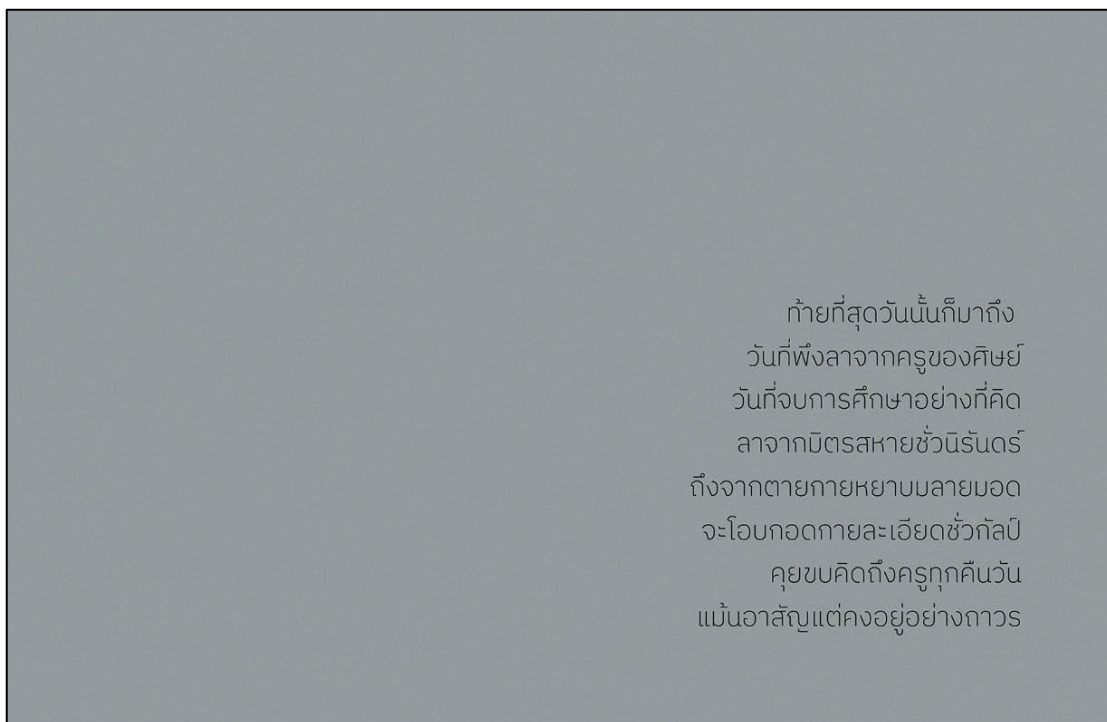 ท้ายที่สุดวันนั้นก็มาถึง
วันที่พึงลาจากครูของศิษย์
วันที่จบการศึกษาอย่างที่คิด
ลาจากมิตรสหายชั่วนิรันดร์
ถึงจากตายกายหยาบมลายมอด
จะโอบกอดกายละเอียดชั่วกัลป์
คุยขบคิดถึงครูทุกคืนวัน
แม้นอาสัญแต่คงอยู่อย่างถาวร